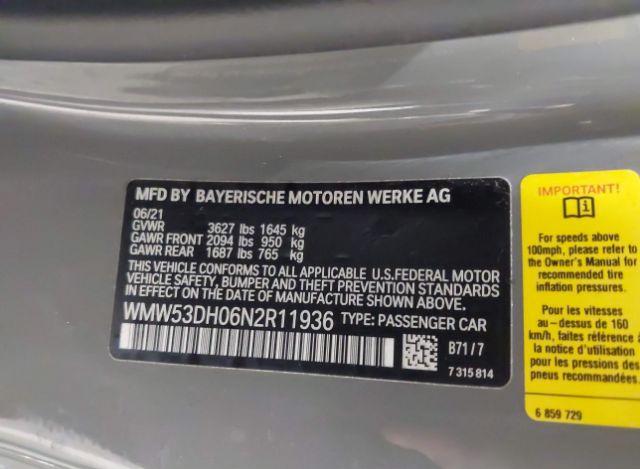 MFD BY BAYERISCHE MOTOREN WERKE AG
06/21
GVWR 3627 lbs 1645 kg
GAWR FRONT 2094 lbs 950 kg
GAWR REAR 1687 lbs 765 kg
THIS VEHICLE CONFORMS TO ALL APPLICABLE U.S.FEDERAL MOTOR
VEHICLE SAFETY, BUMPER AND THEFT PREVENTION STANDARDS
IN EFFECT ON THE DATE OF MANUFACTURE SHOWN ABOVE.
WMW53DH06N2R11936 TYPE: PASSENGER CAR
B71/7
7 315 814
IMPORTANT!
For speeds above
100mph, please refer to
the Owner's Manual for
recommended tire
inflation pressures.
Pour les vitesses
au-dessus de 160
km/h, faites référence à
la notice d'utilisation
pour les pressions des
pneus recommandées.
6 859 729